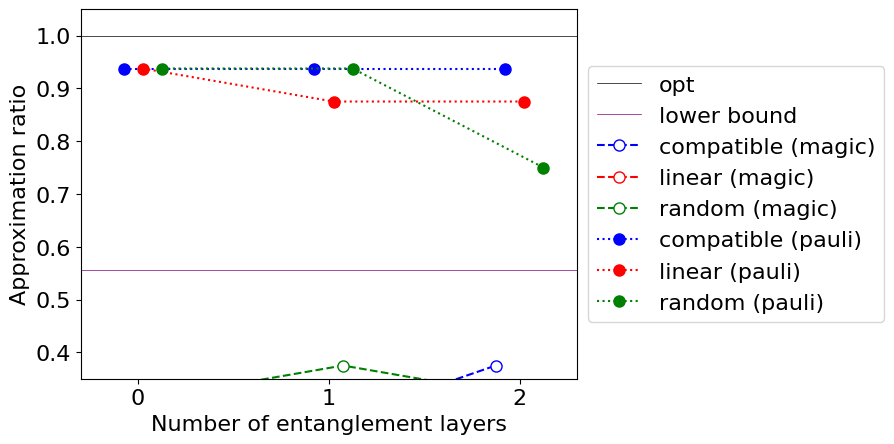 1.0
0.9
0.8
0.7
0.6
0.5
0.4
Approximation ratio
0
1
2
Number of entanglement layers
opt
lower bound
compatible (magic)
linear (magic)
random (magic)
compatible (pauli)
linear (pauli)
random (pauli)